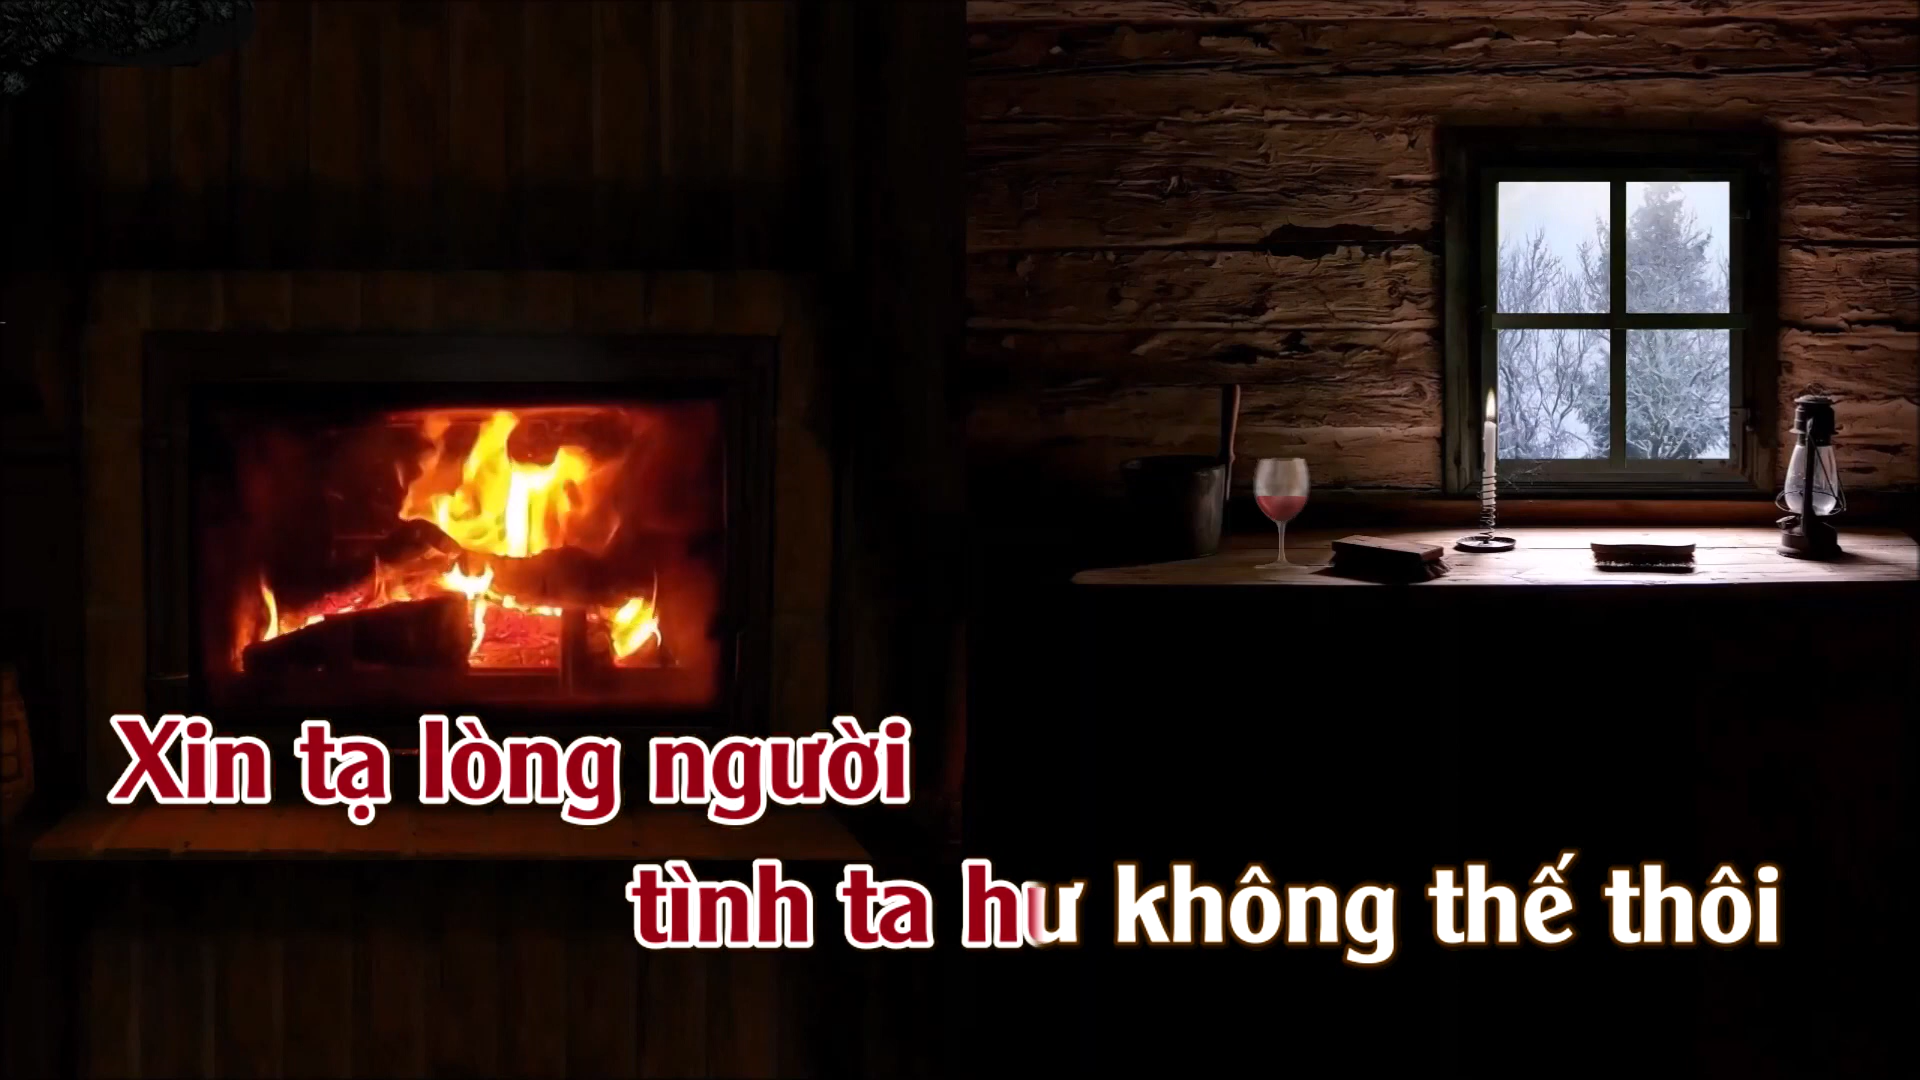 Xin tạ lòng người
tình ta hư không thế thôi